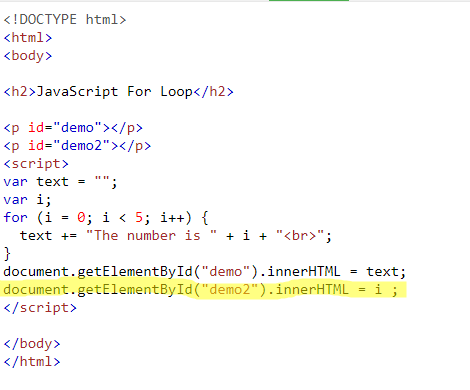 <!DOCTYPE html>
<html>
<body>
<h2>JavaScript For Loop</h2>
<p id="demo"></p>
<p id="demo2"></p>
<script>
var text = "";
var i;
for (i = 0; i < 5; i++) {
  text += "The number is " + i + "<br>";
}
document.getElementById("demo").innerHTML = text;
document.getElementById("demo2").innerHTML = i ;
</script>
</body>
</html>